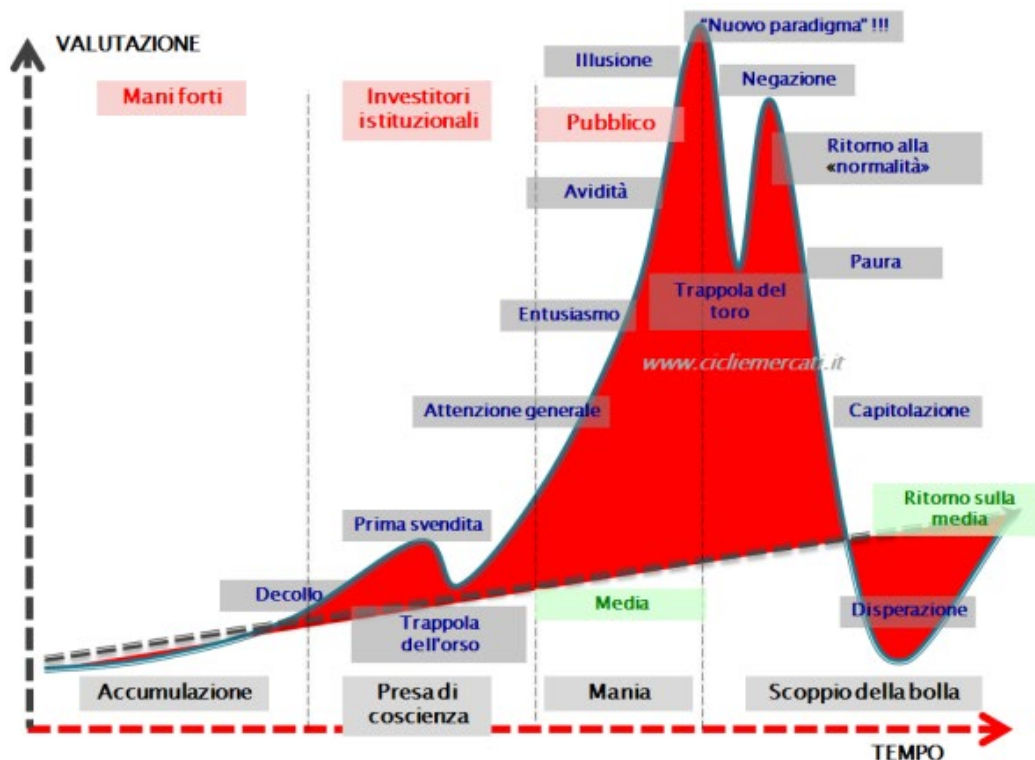 "Nuovo paradigma" !!!
VALUTAZIONE
Illusione
Negazione
Mani forti
Investitori
istituzionali
Pubblico
Ritorno alla
«normalità»
Avidità
Paura
Trappola del
toro
Entusiasmo
www.cicliemercati.it
Attenzione generale
Capitolazione
Ritorno sulla
media
Prima svendita
Decollo
Media
Disperazione
Trappola
dell'orso
Accumulazione
Presa di
coscienza
Mania
Scoppio della bolla
TEMPO